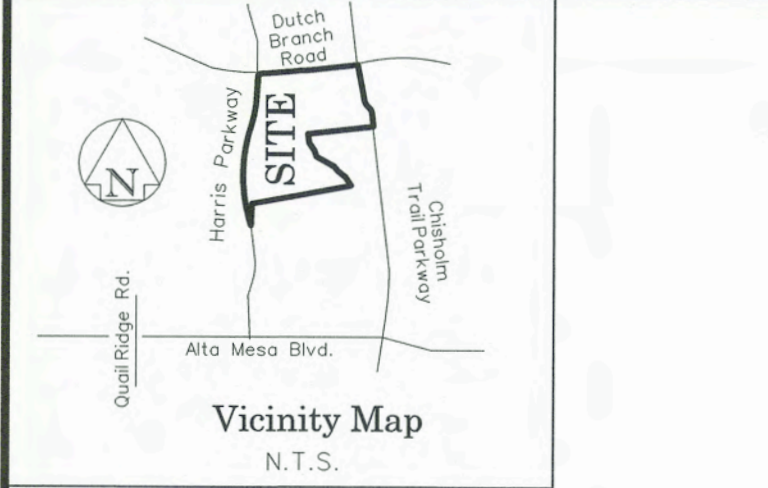 Dutch
Branch
Road
Harris Parkway
SITE
N
Chisholm
Trail Parkway
Quail Ridge Rd.
Alta Mesa Blvd.
Vicinity Map
N.T.S.